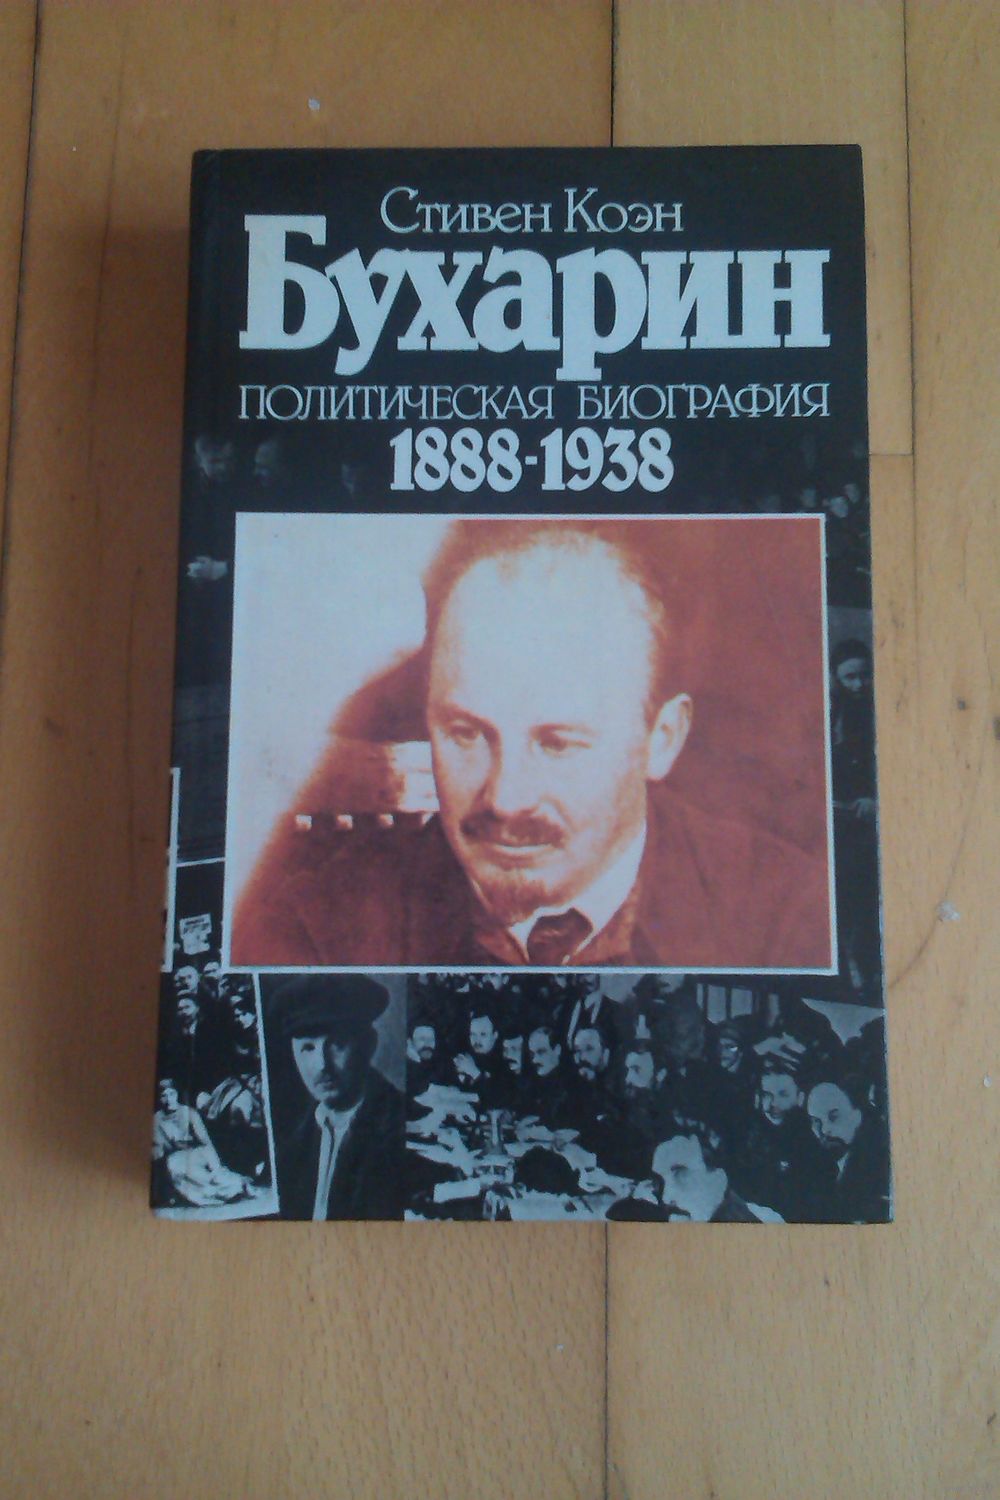 Стивен Коэн
Бухарин
ПОЛИТИЧЕСКАЯ БИОГРАФИЯ
1888-1938